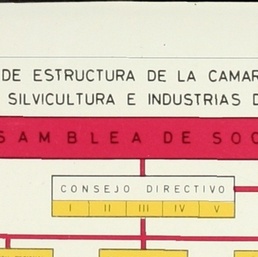 DE ESTRUCTURA DE LA CAMAR
SILVICULTURA E INDUSTRIAS D
SAMBLEA DE SOC
CONSEJO DIRECTIVO
I II III IV V